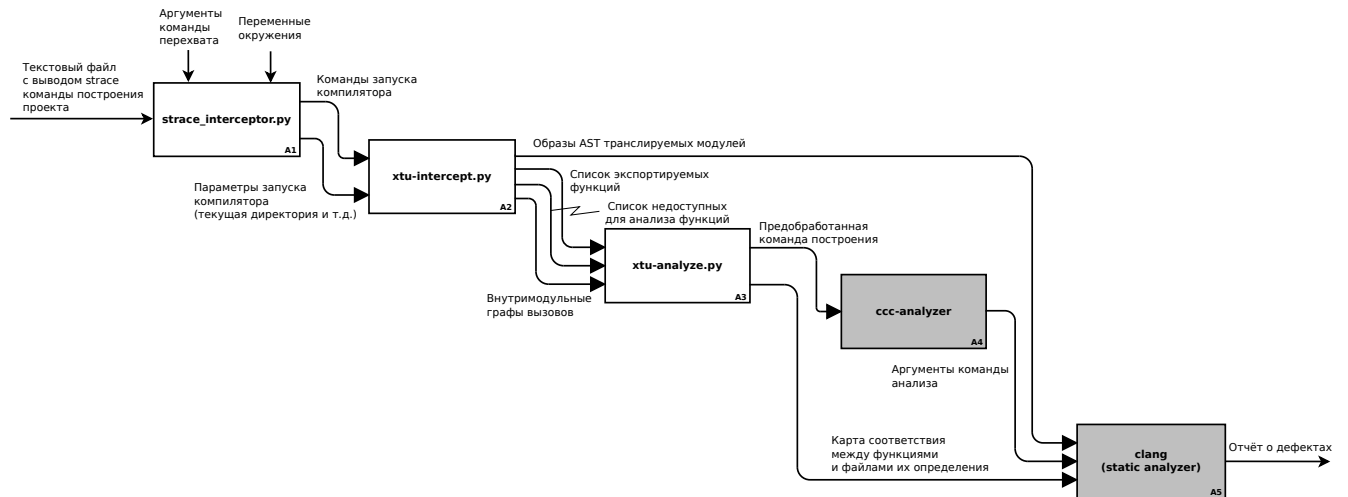 Аргументы
команды
перехвата
Переменные
окружения
Текстовый файл
с выводом strace
команды построения
проекта
strace_interceptor.py
A1
Команды запуска
компилятора
Параметры запуска
компилятора
(текущая директория и т.д.)
xtu-intercept.py
A2
Образы AST транслируемых модулей
Список экспортируемых
функций
Список недоступных
для анализа функций
Внутримодульные
графы вызовов
xtu-analyze.py
A3
Предобработанная
команда построения
ccc-analyzer
A4
Аргументы команды
анализа
Карта соответствия
между функциями
и файлами их определения
clang
(static analyzer)
A5
Отчёт о дефектах